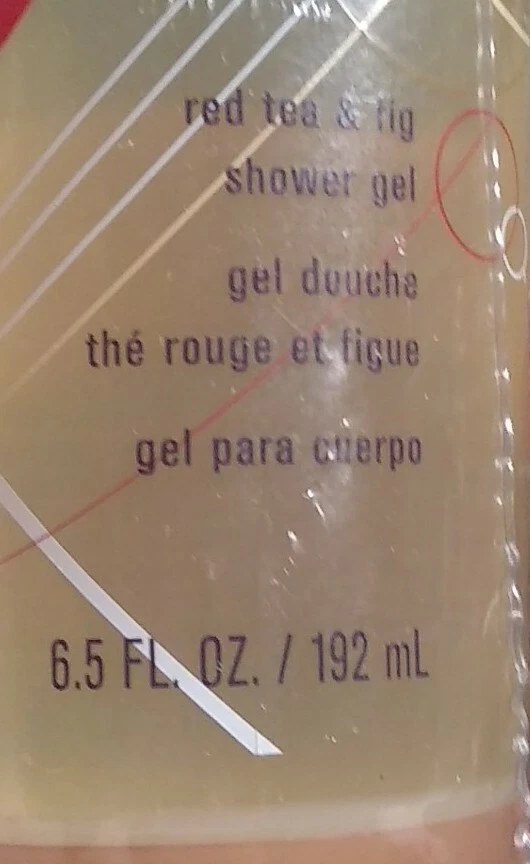 red tea & fig
shower gel
gel douche
thé rouge et figue
gel para cuerpo
6.5 FL. OZ. / 192 mL